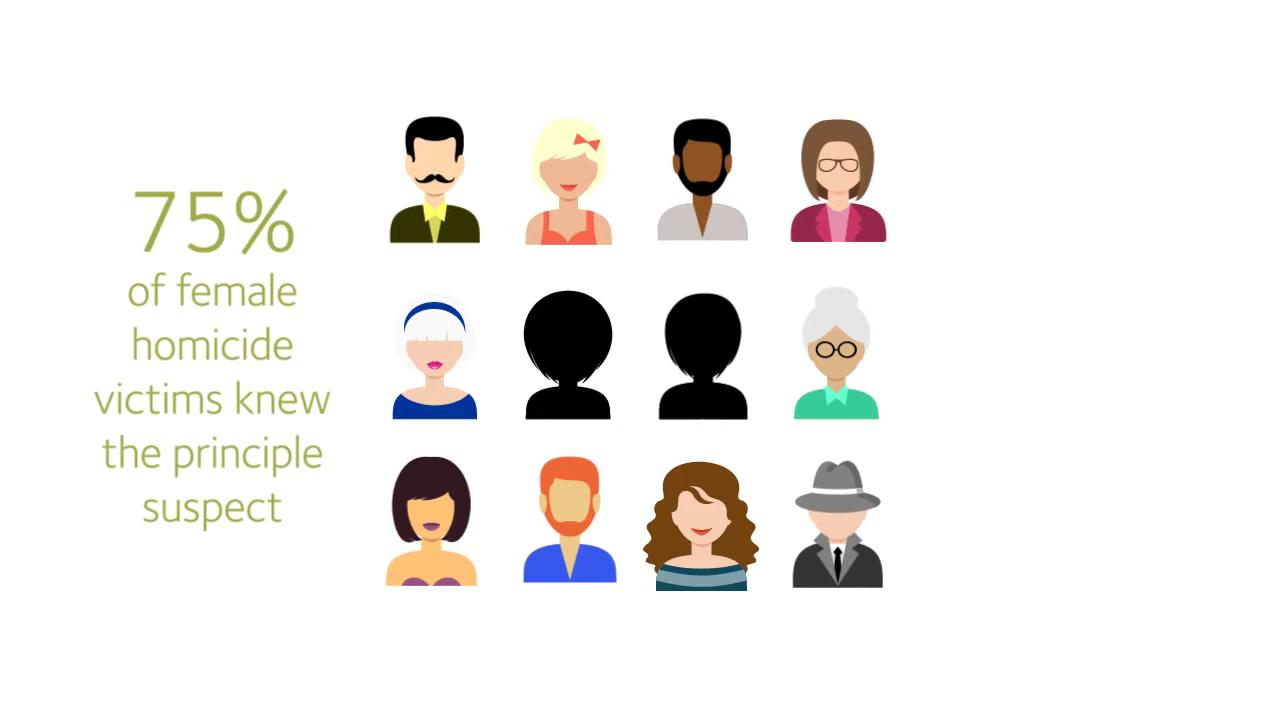 75%
of female
homicide
victims knew
the principle
suspect